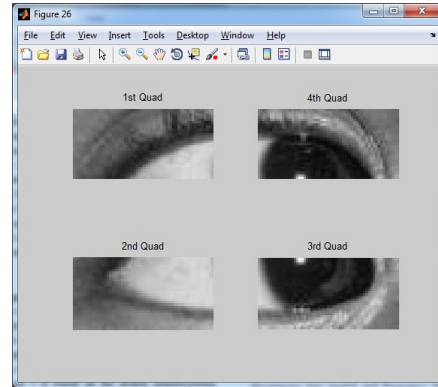 Figure 26
File Edit View Insert Tools Desktop Window Help
1st Quad 4th Quad
2nd Quad 3rd Quad